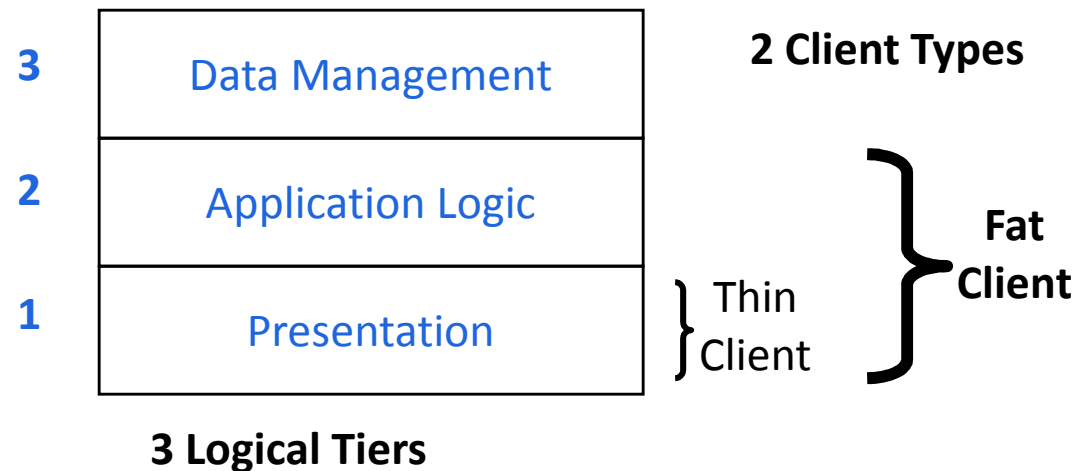 3
Data Management
2 Client Types
2
Application Logic
Fat
Client
1
Presentation
Thin
Client
3 Logical Tiers